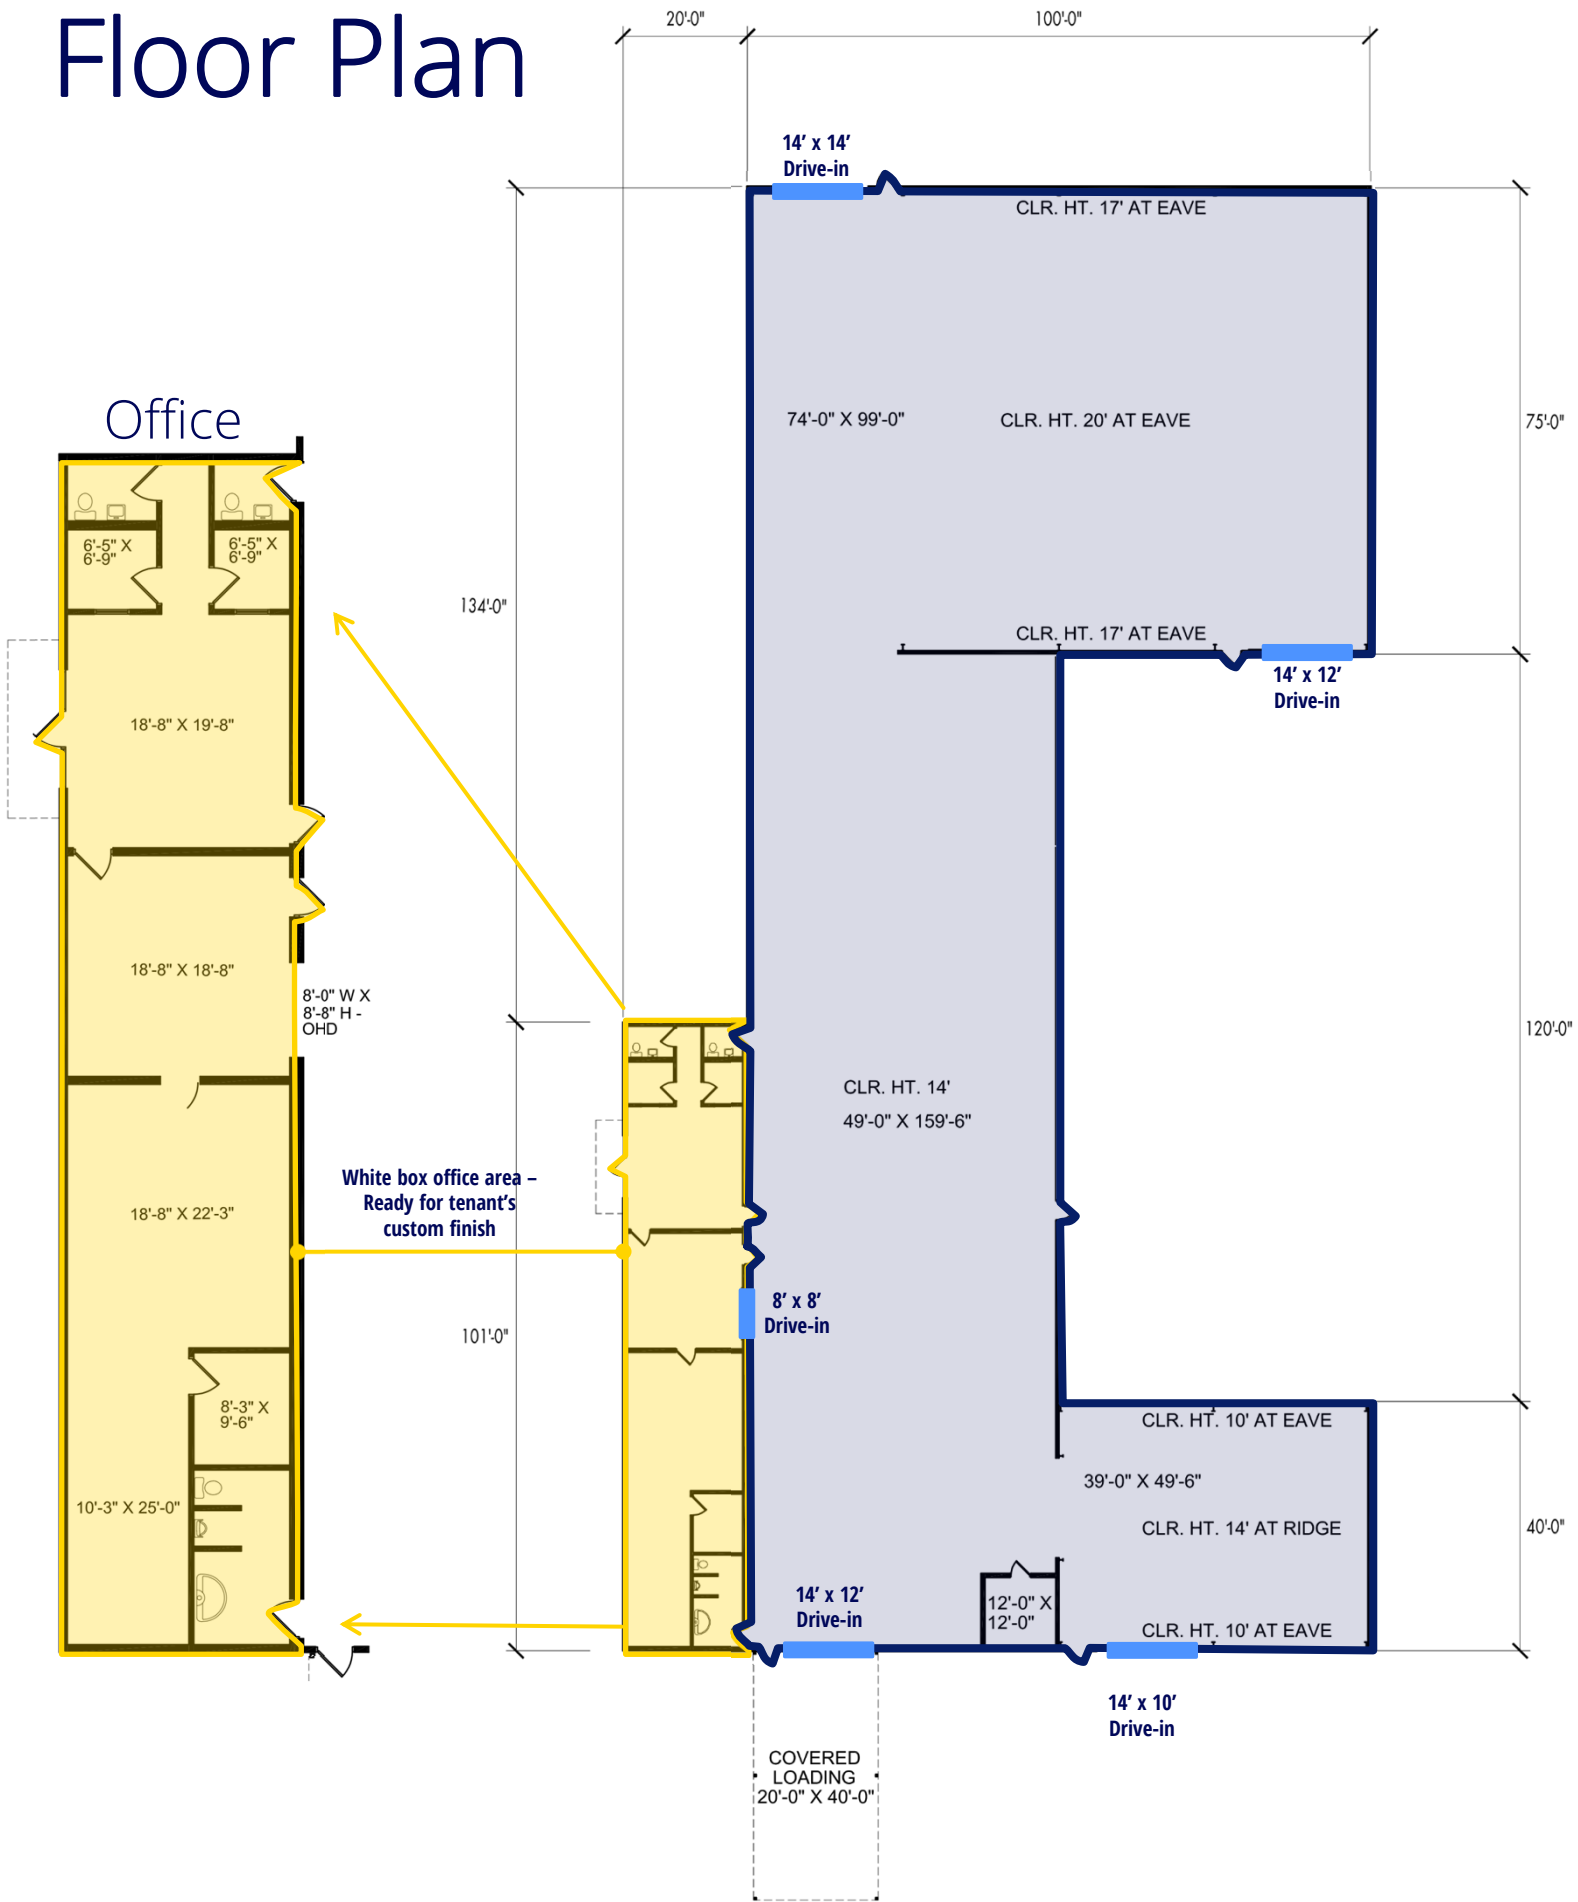 Floor Plan
20'-0"
100'-0"
14’ x 14’
Drive-in
CLR. HT. 17' AT EAVE
74'-0" X 99'-0"
CLR. HT. 20' AT EAVE
75'-0"
134'-0"
CLR. HT. 17' AT EAVE
14’ x 12’
Drive-in
Office
6'-5" X
6'-9"
6'-5" X
6'-9"
18'-8" X 19'-8"
18'-8" X 18'-8"
8'-0" W X
8'-8" H -
OHD
18'-8" X 22'-3"
8'-3" X
9'-6"
10'-3" X 25'-0"
White box office area –
Ready for tenant’s
custom finish
101'-0"
CLR. HT. 14'
49'-0" X 159'-6"
120'-0"
8’ x 8’
Drive-in
CLR. HT. 10' AT EAVE
39'-0" X 49'-6"
CLR. HT. 14' AT RIDGE
40'-0"
14’ x 12’
Drive-in
12'-0" X
12'-0"
CLR. HT. 10' AT EAVE
14’ x 10’
Drive-in
COVERED
LOADING
20'-0" X 40'-0"